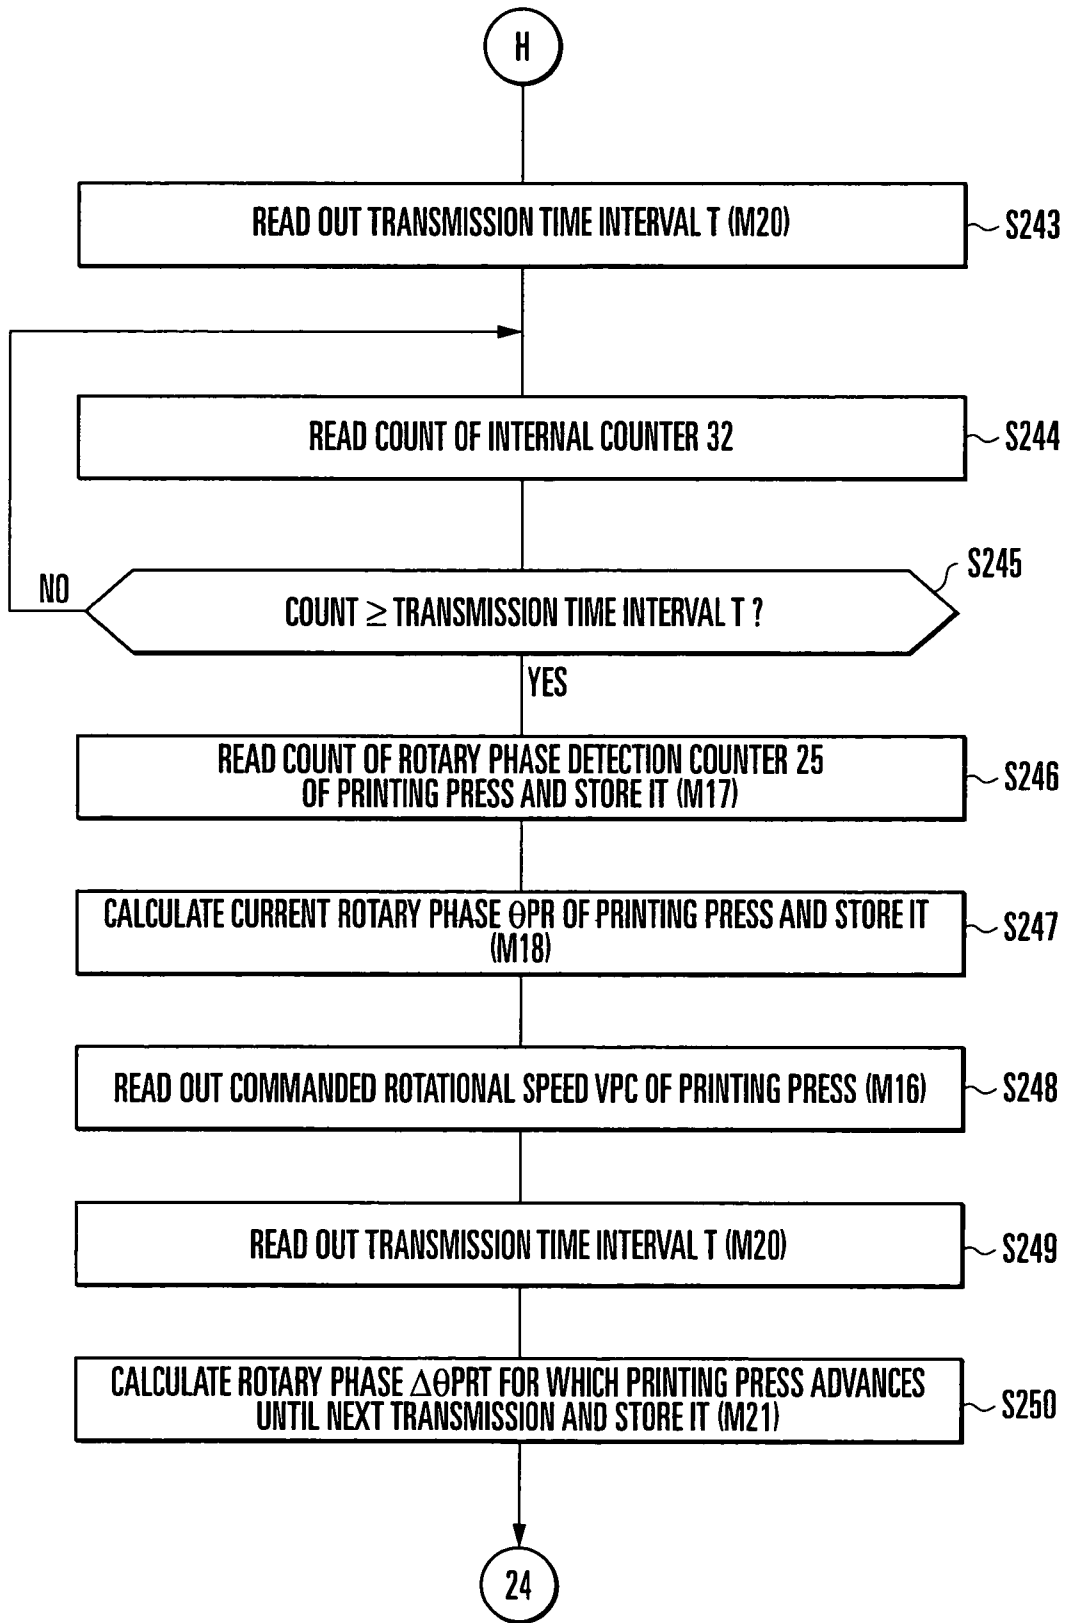 H
READ OUT TRANSMISSION TIME INTERVAL T (M20)
S243
READ COUNT OF INTERNAL COUNTER 32
S244
S245
NO
COUNT ≥ TRANSMISSION TIME INTERVAL T ?
YES
READ COUNT OF ROTARY PHASE DETECTION COUNTER 25
OF PRINTING PRESS AND STORE IT (M17)
S246
CALCULATE CURRENT ROTARY PHASE θPR OF PRINTING PRESS AND STORE IT
(M18)
S247
READ OUT COMMANDED ROTATIONAL SPEED VPC OF PRINTING PRESS (M16)
S248
READ OUT TRANSMISSION TIME INTERVAL T (M20)
S249
CALCULATE ROTARY PHASE ΔθPRT FOR WHICH PRINTING PRESS ADVANCES
UNTIL NEXT TRANSMISSION AND STORE IT (M21)
S250
24